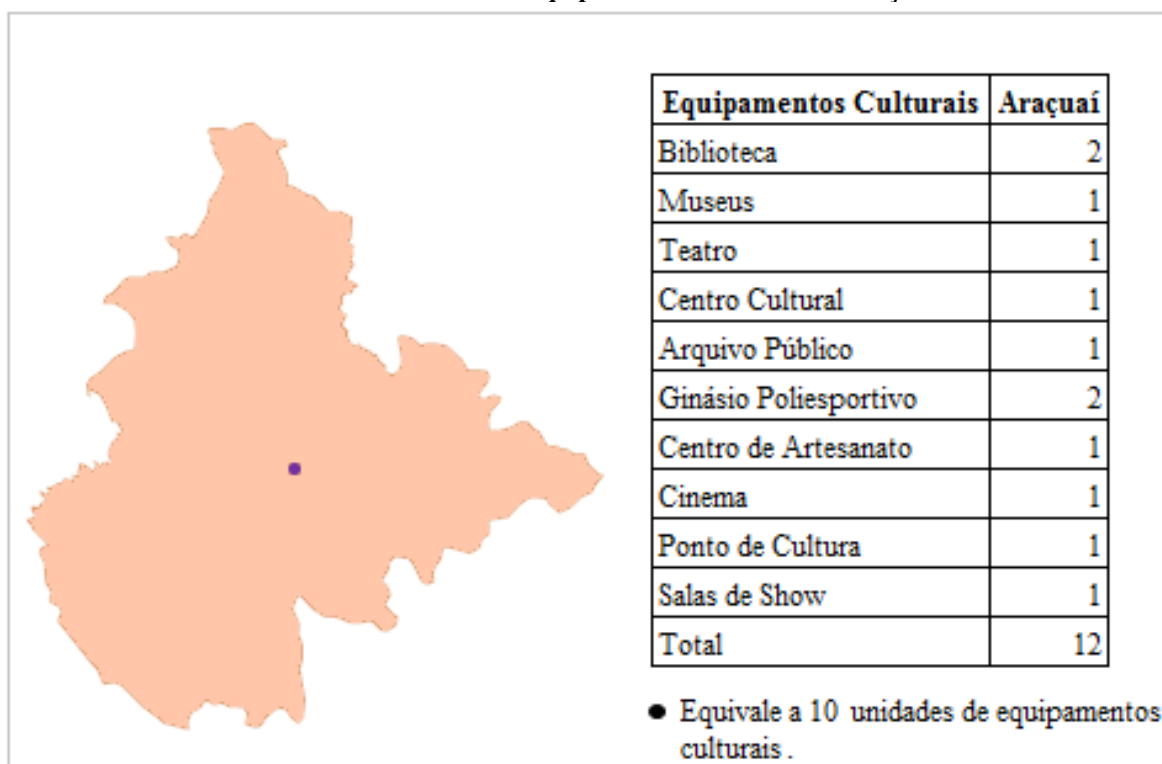 Equipamentos Culturais Araçuaí
Biblioteca 2
Museus 1
Teatro 1
Centro Cultural 1
Arquivo Público 1
Ginásio Poliesportivo 2
Centro de Artesanato 1
Cinema 1
Ponto de Cultura 1
Salas de Show 1
Total 12
● Equivale a 10 unidades de equipamentos
culturais .